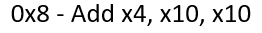 0x8 - Add x4, x10, x10